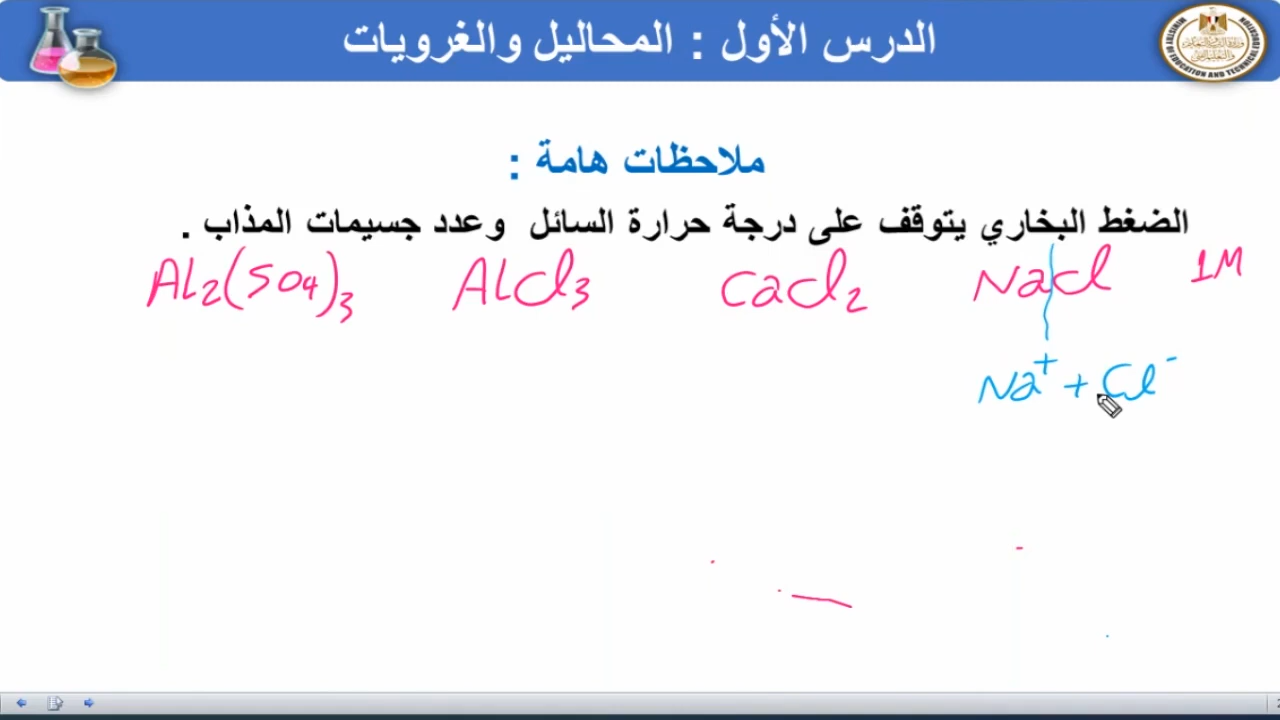 الدرس الأول : المحاليل والغرويات
ملاحظات هامة :
الضغط البخاري يتوقف على درجة حرارة السائل وعدد جسيمات المذاب .
Al2(SO4)3 AlCl3 CaCl2 NaCl 1M
Na+ + Cl-